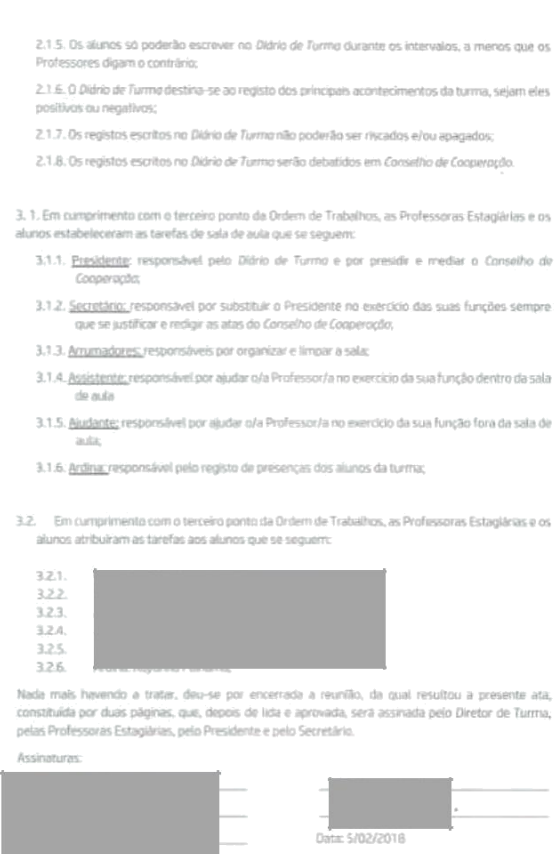 2.1.5. Os alunos só poderão escrever no Diário de Turma durante os intervalos, a menos que os
Professores digam o contrário;
2.1.6. O Diário de Turma destina-se ao registo dos principais acontecimentos da turma, sejam eles
positivos ou negativos;
2.1.7. Os registos escritos no Diário de Turma não poderão ser riscados e/ou apagados;
2.1.8. Os registos escritos no Diário de Turma serão debatidos em Conselho de Cooperação.
3. 1. Em cumprimento com o terceiro ponto da Ordem de Trabalhos, as Professoras Estagiárias e os
alunos estabeleceram as tarefas de sala de aula que se seguem:
3.1.1. Presidente: responsável pelo Diário de Turma e por presidir e mediar o Conselho de
Cooperação;
3.1.2. Secretário: responsável por substituir o Presidente no exercício das suas funções sempre
que se justificar e redigir as atas do Conselho de Cooperação;
3.1.3. Arrumadores: responsáveis por organizar e limpar a sala;
3.1.4. Assistente: responsável por ajudar o/a Professor/a no exercício da sua função dentro da sala
de aula
3.1.5. Ajudante: responsável por ajudar o/a Professor/a no exercício da sua função fora da sala de
aula;
3.1.6. Ardina: responsável pelo registo de presenças dos alunos da turma;
3.2. Em cumprimento com o terceiro ponto da Ordem de Trabalhos, as Professoras Estagiárias e os
alunos atribuíram as tarefas aos alunos que se seguem:
3.2.1.
3.2.2.
3.2.3.
3.2.4.
3.2.5.
3.2.6.
Nada mais havendo a tratar, deu-se por encerrada a reunião, da qual resultou a presente ata,
constituída por duas páginas, que, depois de lida e aprovada, será assinada pelo Diretor de Turma,
pelas Professoras Estagiárias, pelo Presidente e pelo Secretário.
Assinaturas:
Data: 5/02/2018